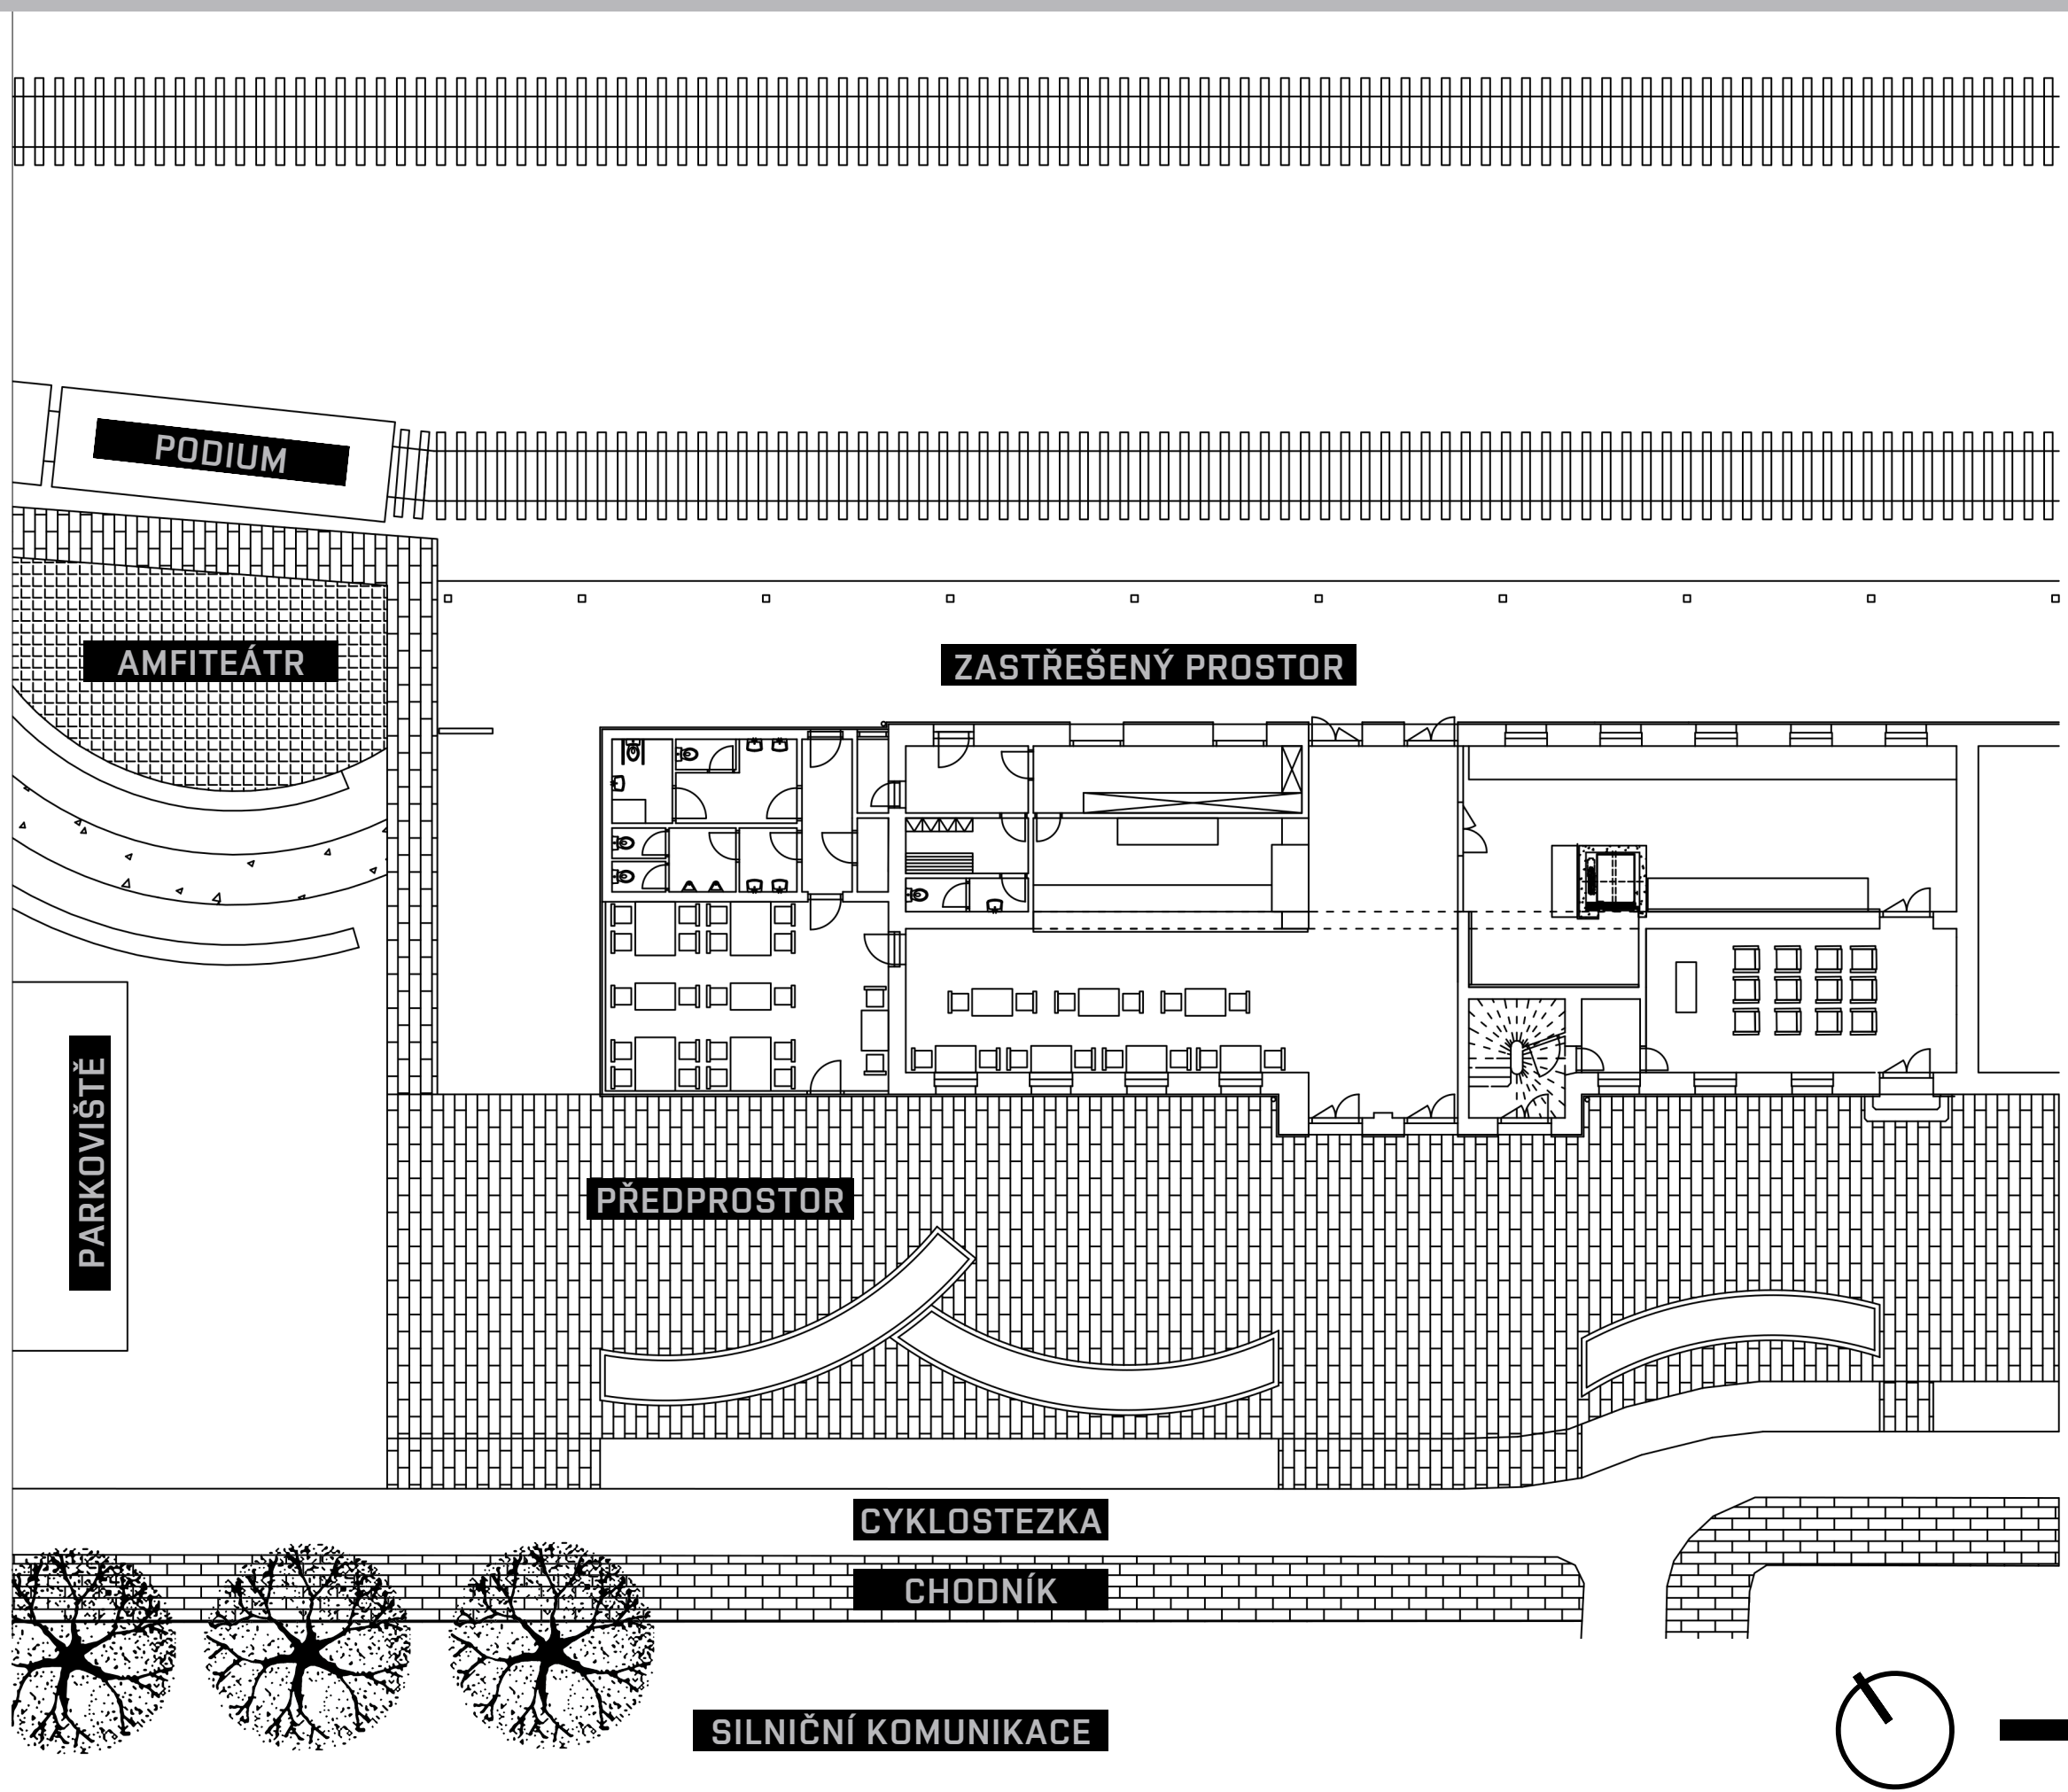 PODIUM
AMFITEÁTR
ZASTŘEŠENÝ PROSTOR
PARKOVIŠTĚ
PŘEDPROSTOR
CYKLOSTEZKA
CHODNÍK
SILNIČNÍ KOMUNIKACE